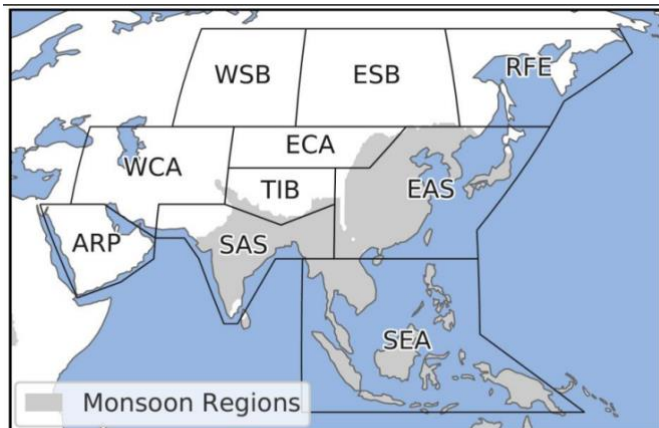 WSB
ESB
RFE
ECA
WCA
TIB
EAS
ARP
SAS
SEA
Monsoon Regions